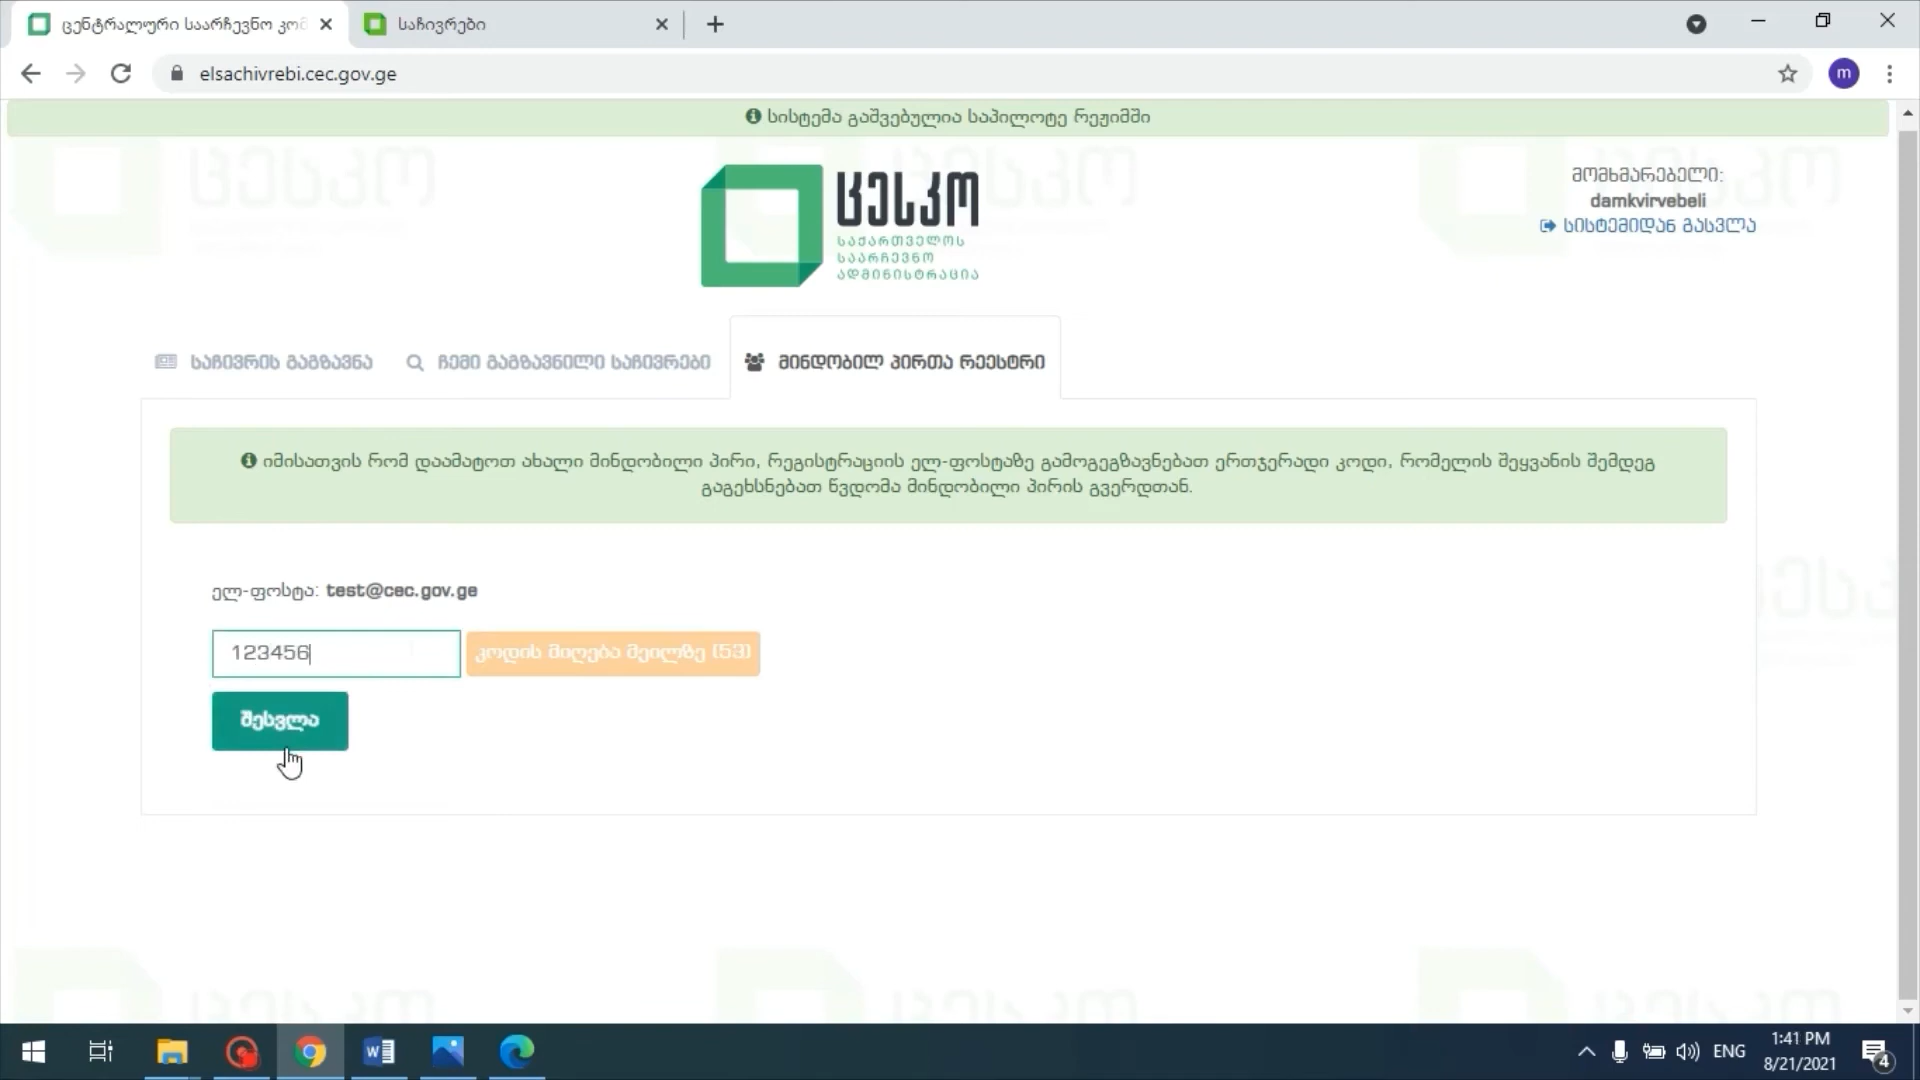 ცენტრალური საარჩევნო კომ
საჩივრები
elsachivrebi.cec.gov.ge
m
სისტემა გაშვებულია საპილოტე რეჟიმში
ცესკო
საქართველოს
საარჩევნო
ადმინისტრაცია
მომხმარებელი:
damkvirvebeli
სისტემიდან გასვლა
საჩივრის გაგზავნა
ჩემი გაგზავნილი საჩივრები
მინდობილ პირთა რეესტრი
იმისათვის რომ დაამატოთ ახალი მინდობილი პირი, რეგისტრაციის ელ-ფოსტაზე გამოგეგზავნებათ ერთჯერადი კოდი, რომელის შეყვანის შემდეგ
გაგეხსნებათ წვდომა მინდობილი პირის გვერდთან.
ელ-ფოსტა: test@cec.gov.ge
123456
კოდის მიღება მეილზე (53)
შესვლა
ENG
1:41 PM
8/21/2021
4